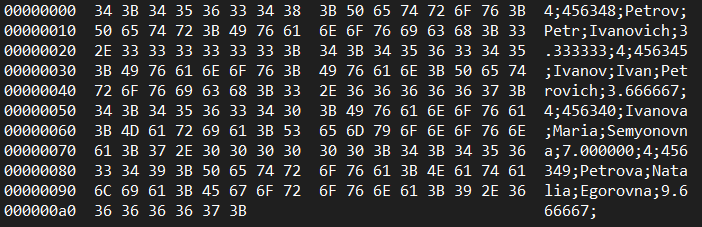 00000000 34 3B 34 35 36 33 34 38 3B 50 65 74 72 6F 76 3B 4;456348;Petrov;
00000010 50 65 74 72 3B 49 76 61 6E 6F 76 69 63 68 3B 33 Petr;Ivanovich;3
00000020 2E 33 33 33 33 33 33 3B 34 3B 34 35 36 33 34 35 .333333;4;456345
00000030 3B 49 76 61 6E 6F 76 3B 49 76 61 6E 3B 50 65 74 ;Ivanov;Ivan;Pet
00000040 72 6F 76 69 63 68 3B 33 2E 36 36 36 36 36 37 3B rovich;3.666667;
00000050 34 3B 34 35 36 33 34 30 3B 49 76 61 6E 6F 76 61 4;456340;Ivanova
00000060 3B 4D 61 72 69 61 3B 53 65 6D 79 6F 6E 6F 76 6E ;Maria;Semyonovn
00000070 61 3B 37 2E 30 30 30 30 30 30 3B 34 3B 34 35 36 a;7.000000;4;456
00000080 33 34 39 3B 50 65 74 72 6F 76 61 3B 4E 61 74 61 349;Petrova;Nata
00000090 6C 69 61 3B 45 67 6F 72 6F 76 6E 61 3B 39 2E 36 lia;Egorovna;9.6
000000a0 36 36 36 36 37 3B 66667;